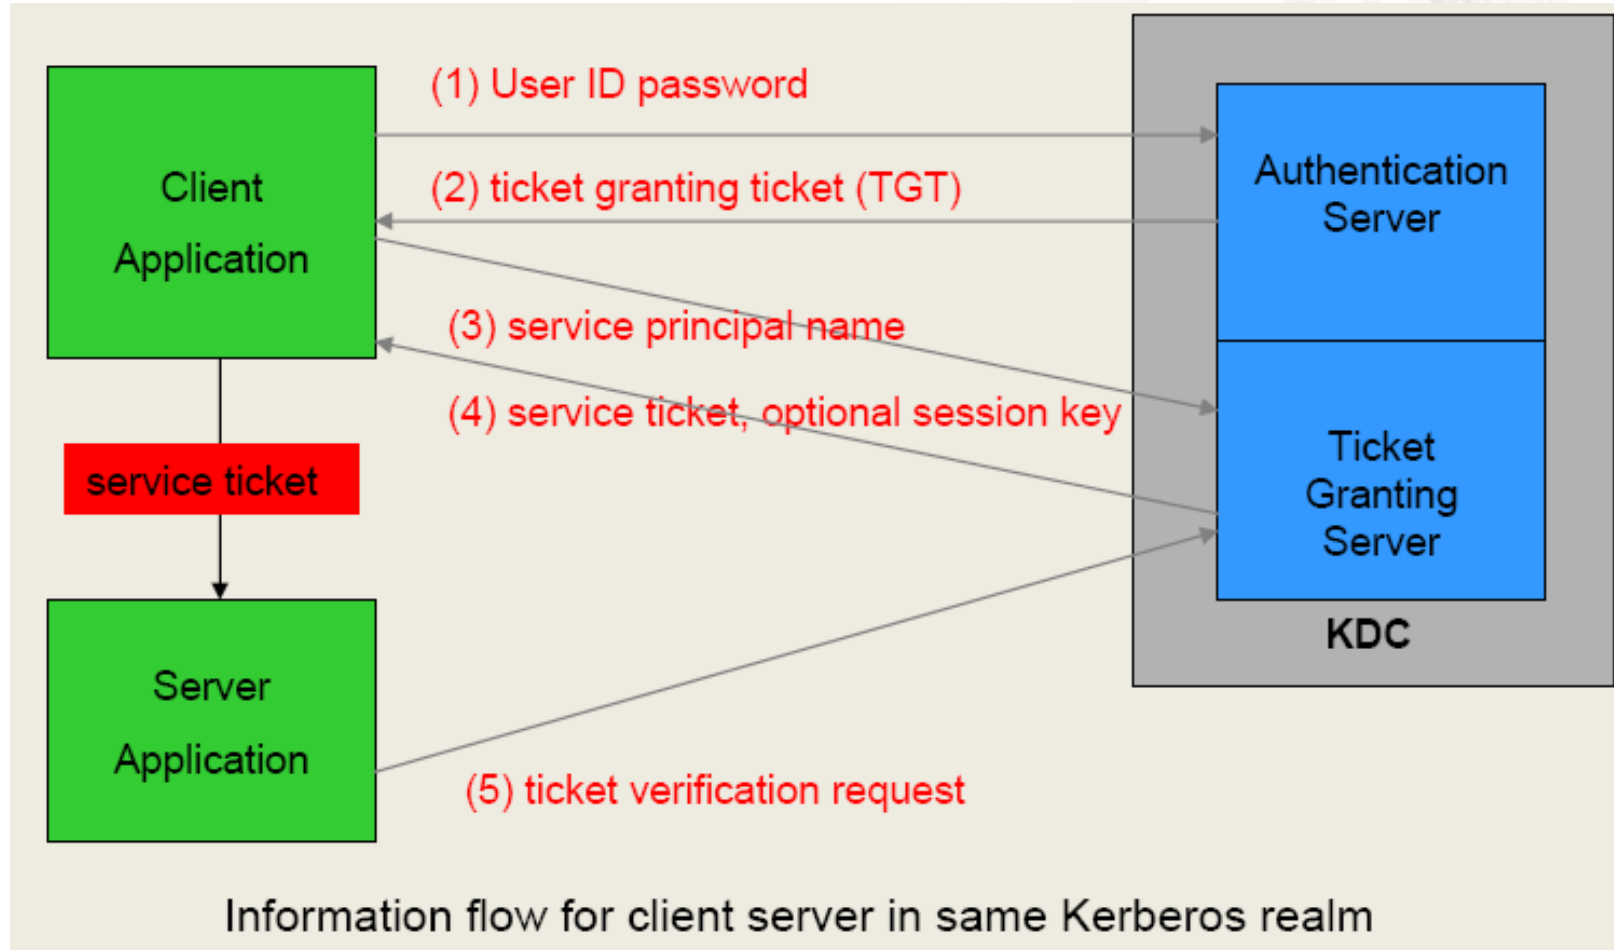 (1) User ID password
Client
Application
(2) ticket granting ticket (TGT)
Authentication
Server
(3) service principal name
(4) service ticket, optional session key
Ticket
Granting
Server
service ticket
KDC
Server
Application
(5) ticket verification request
Information flow for client server in same Kerberos realm